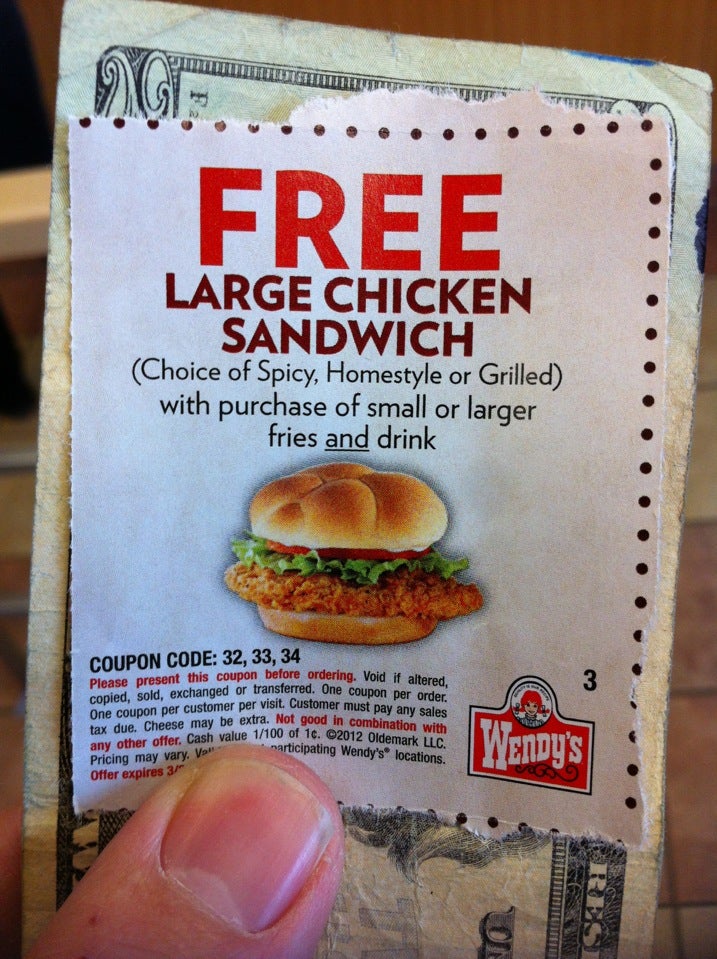 20
FREE
LARGE CHICKEN
SANDWICH
(Choice of Spicy, Homestyle or Grilled)
with purchase of small or larger
fries and drink
COUPON CODE: 32, 33, 34
Please present this coupon before ordering. Void if altered,
copied, sold, exchanged or transferred. One coupon per order.
One coupon per customer per visit. Customer must pay any sales
tax due. Cheese may be extra. Not good in combination with
any other offer. Cash value 1/100 of 1¢. ©2012 Oldemark LLC.
Pricing may vary. participating Wendy's® locations.
Offer expires 3/
3
WENDY'S